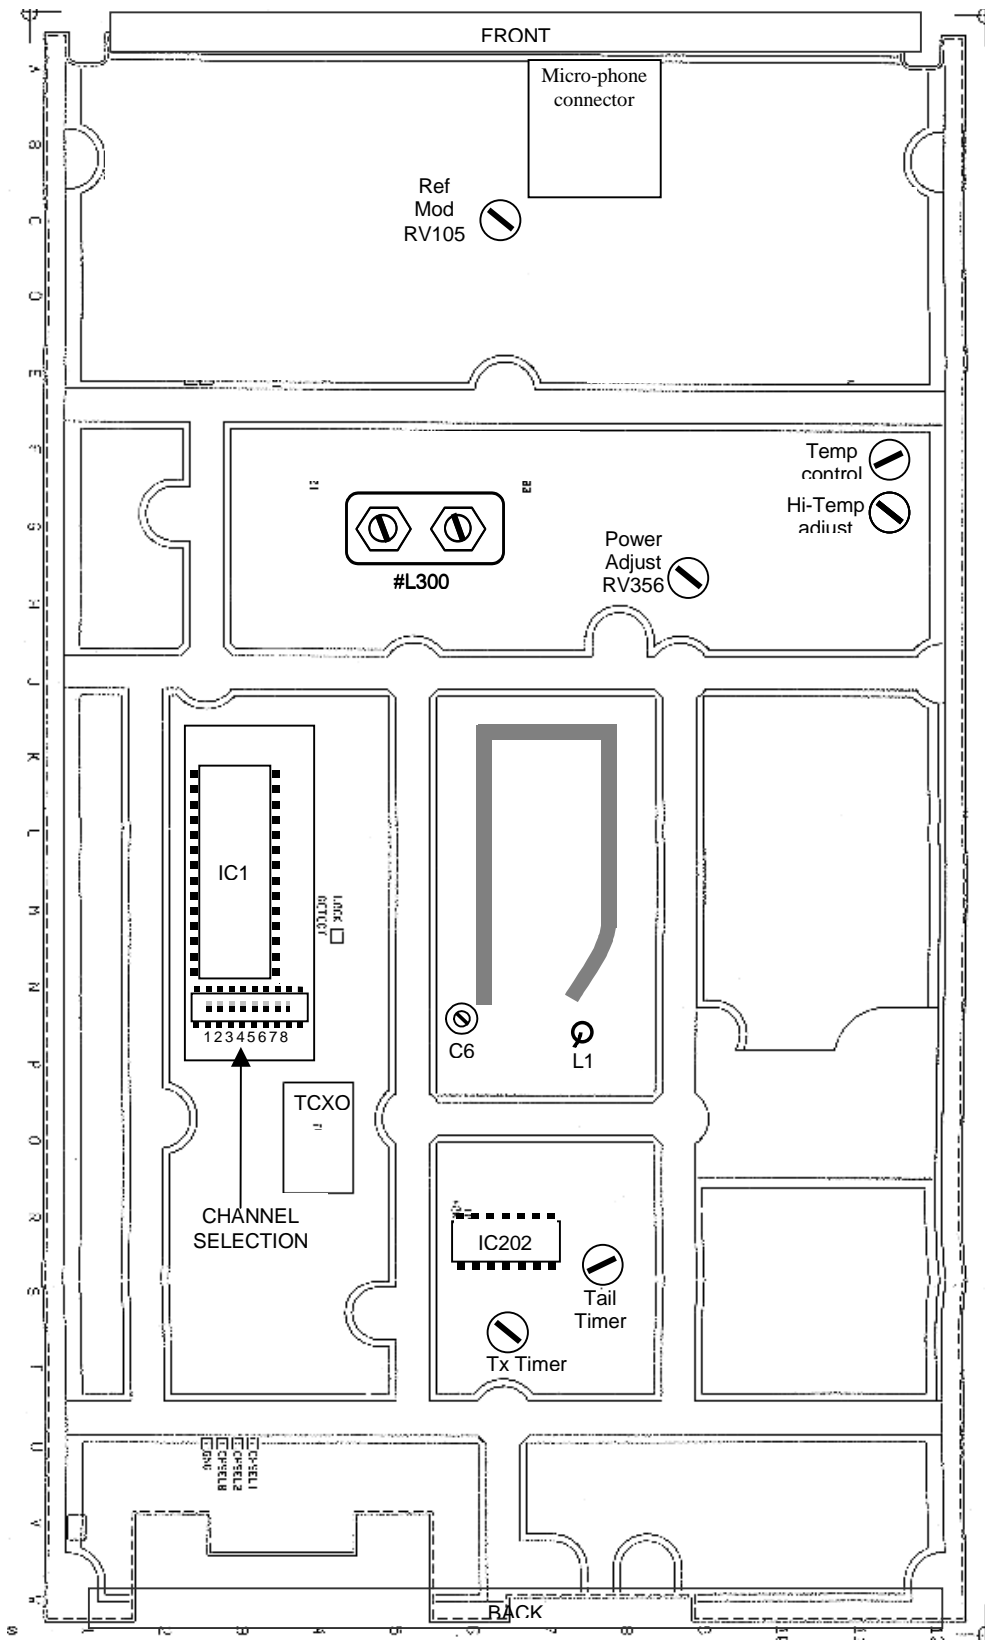 FRONT
Micro-phone
connector
Ref
Mod
RV105
Temp
control
Hi-Temp
adjust
Power
Adjust
RV356
#L300
IC1
LOCK
12345678
C6
L1
TCXO
CHANNEL
SELECTION
IC202
Tail
Timer
Tx Timer
BACK
A
B
C
D
E
F
G
H
J
K
L
M
N
P
Q
R
S
T
U
V